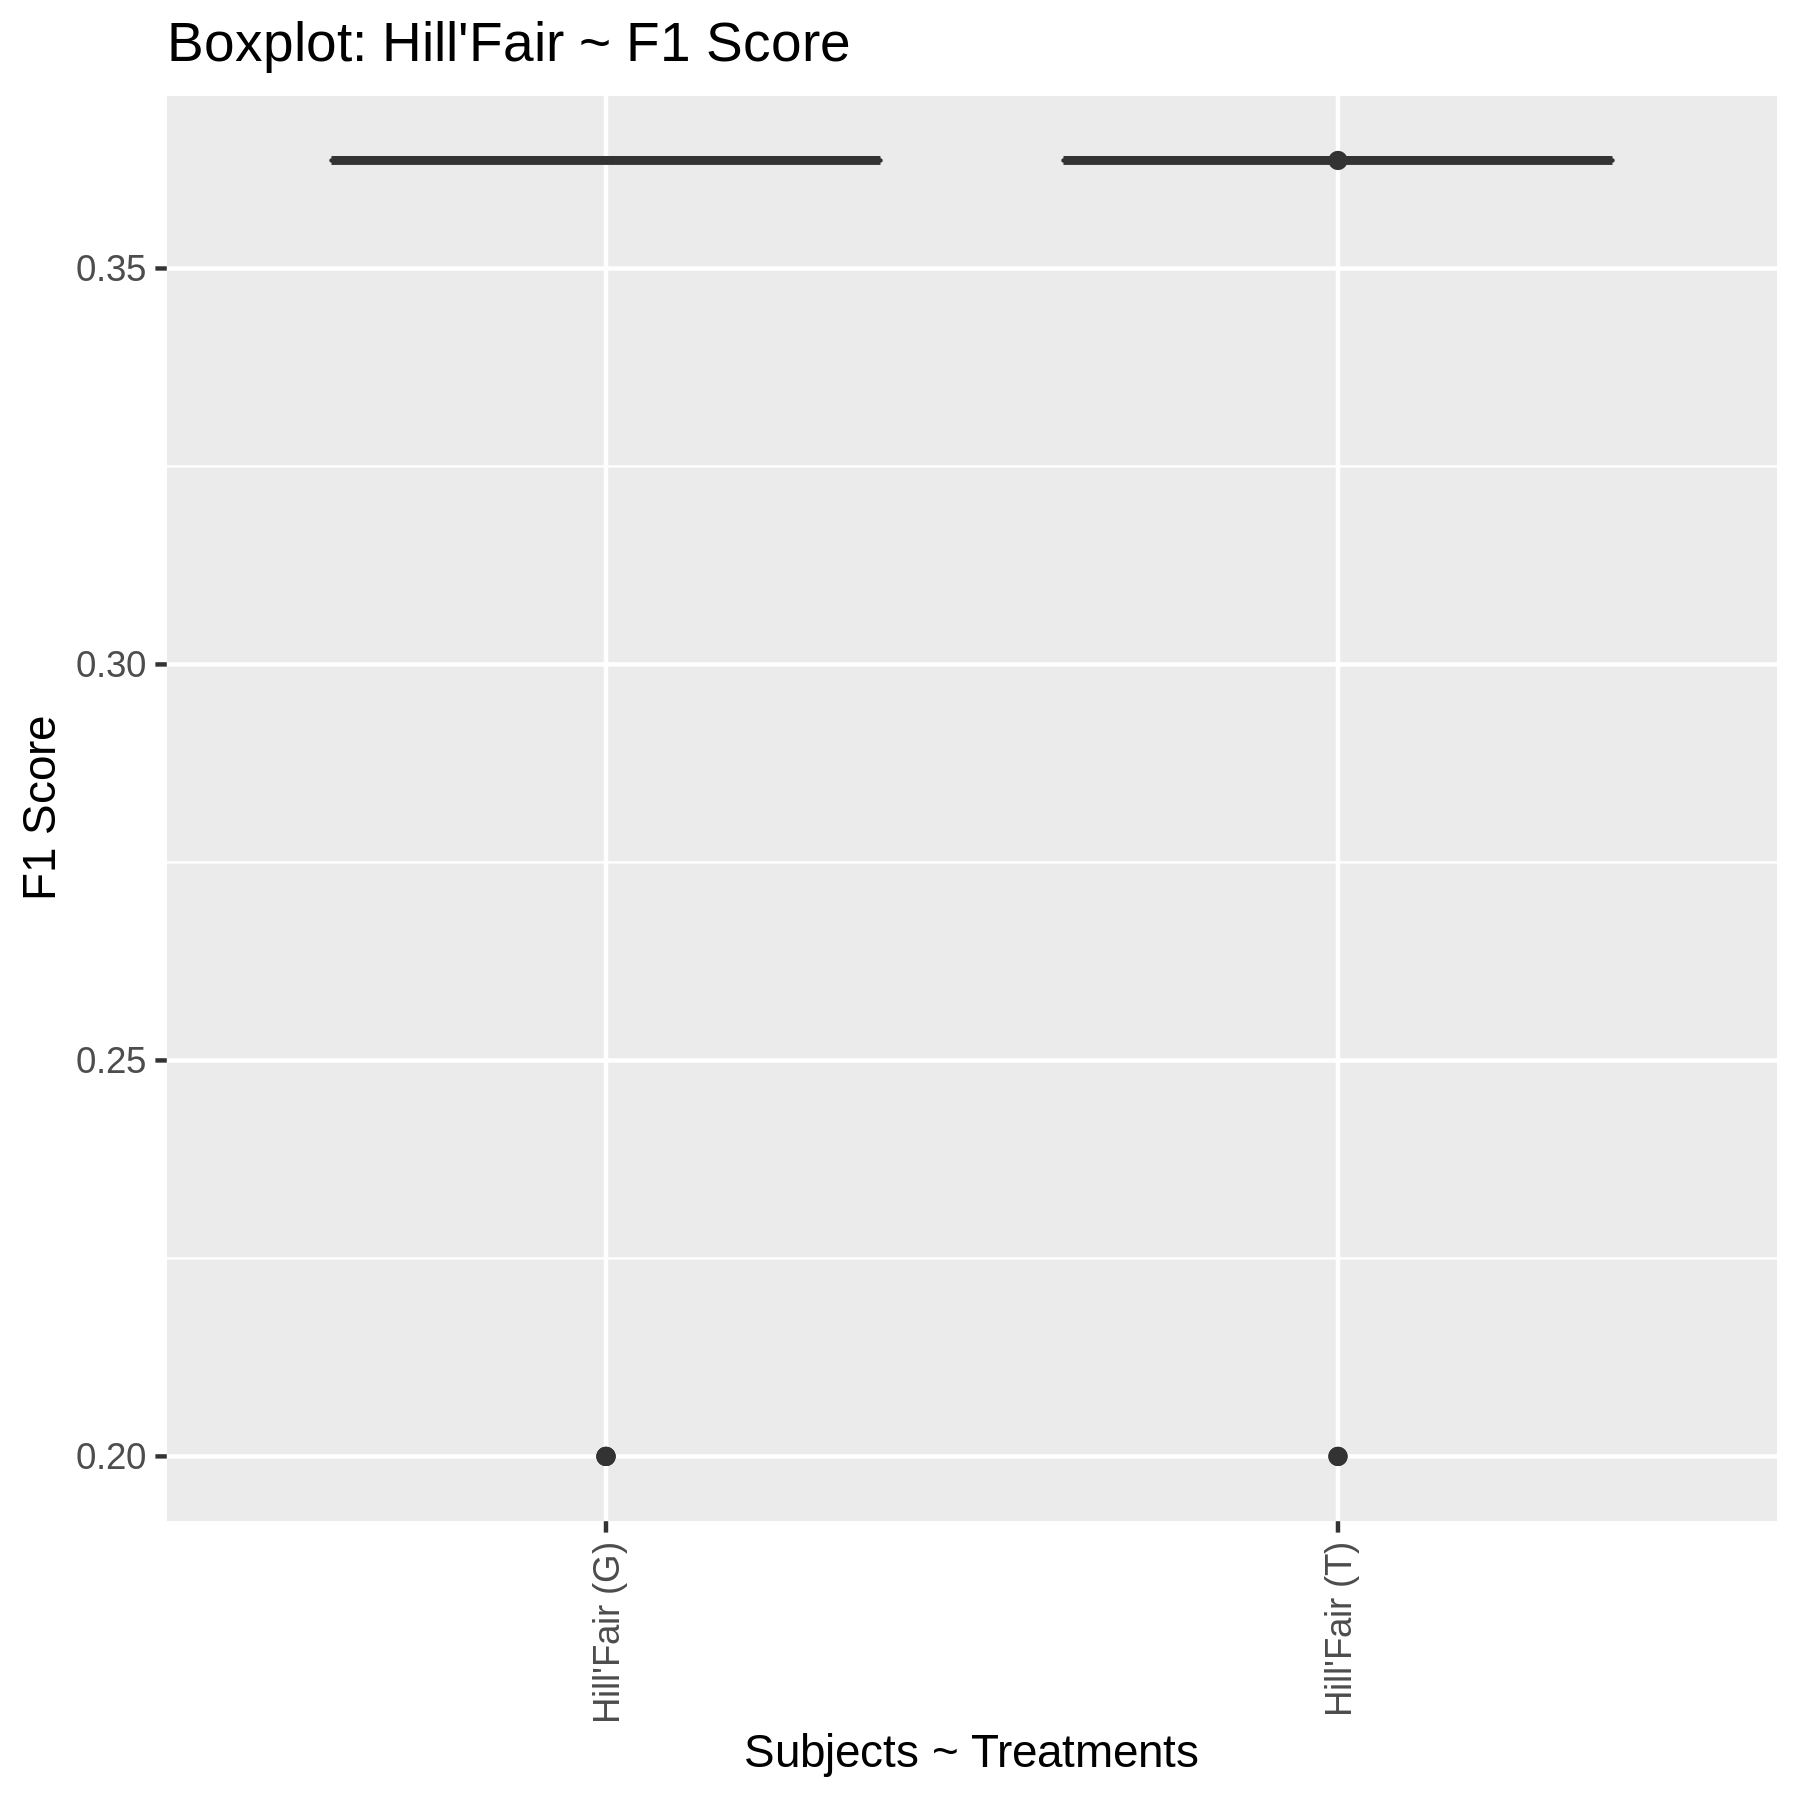 Boxplot: Hill'Fair ~ F1 Score
F1 Score
0.35
0.30
0.25
0.20
Hill'Fair (G)
Hill'Fair (T)
Subjects ~ Treatments